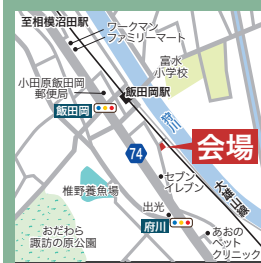 至相模沼田駅
ワークマン
ファミリーマート
富水
小学校
小田原飯田岡
郵便局
飯田岡駅
飯田岡
狩川
会場
74
大雄山線
セブン
イレブン
椎野養魚場
出光
府川
おだわら
諏訪の原公園
あおの
ペット
クリニック